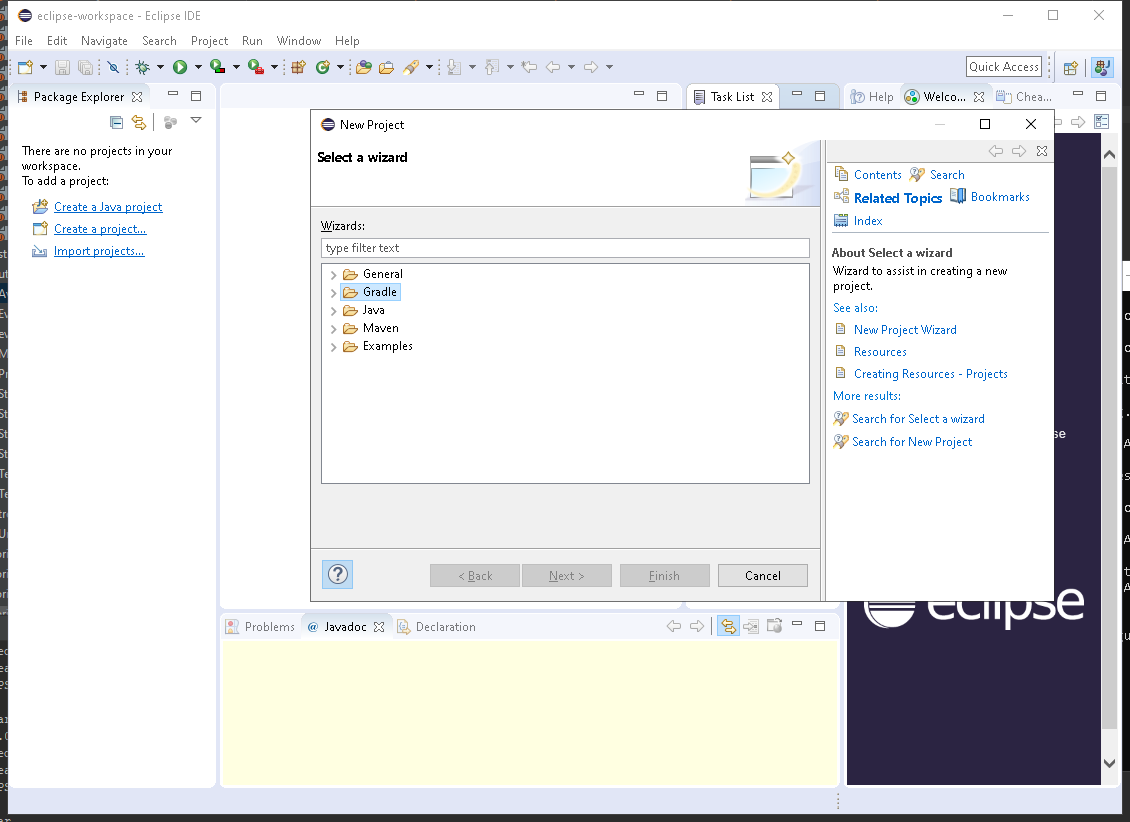 eclipse-workspace - Eclipse IDE
File Edit Navigate Search Project Run Window Help
Quick Access
Package Explorer
Task List
Help
Welco...
Chea...
There are no projects in your
workspace.
To add a project:
Create a Java project
Create a project...
Import projects...
New Project
Select a wizard
Wizards:
type filter text
General
Gradle
Java
Maven
Examples
< Back
Next >
Finish
Cancel
Contents Search
Related Topics Bookmarks
Index
About Select a wizard
Wizard to assist in creating a new
project.
See also:
New Project Wizard
Resources
Creating Resources - Projects
More results:
Search for Select a wizard
Search for New Project
eclipse
Problems
@ Javadoc
Declaration